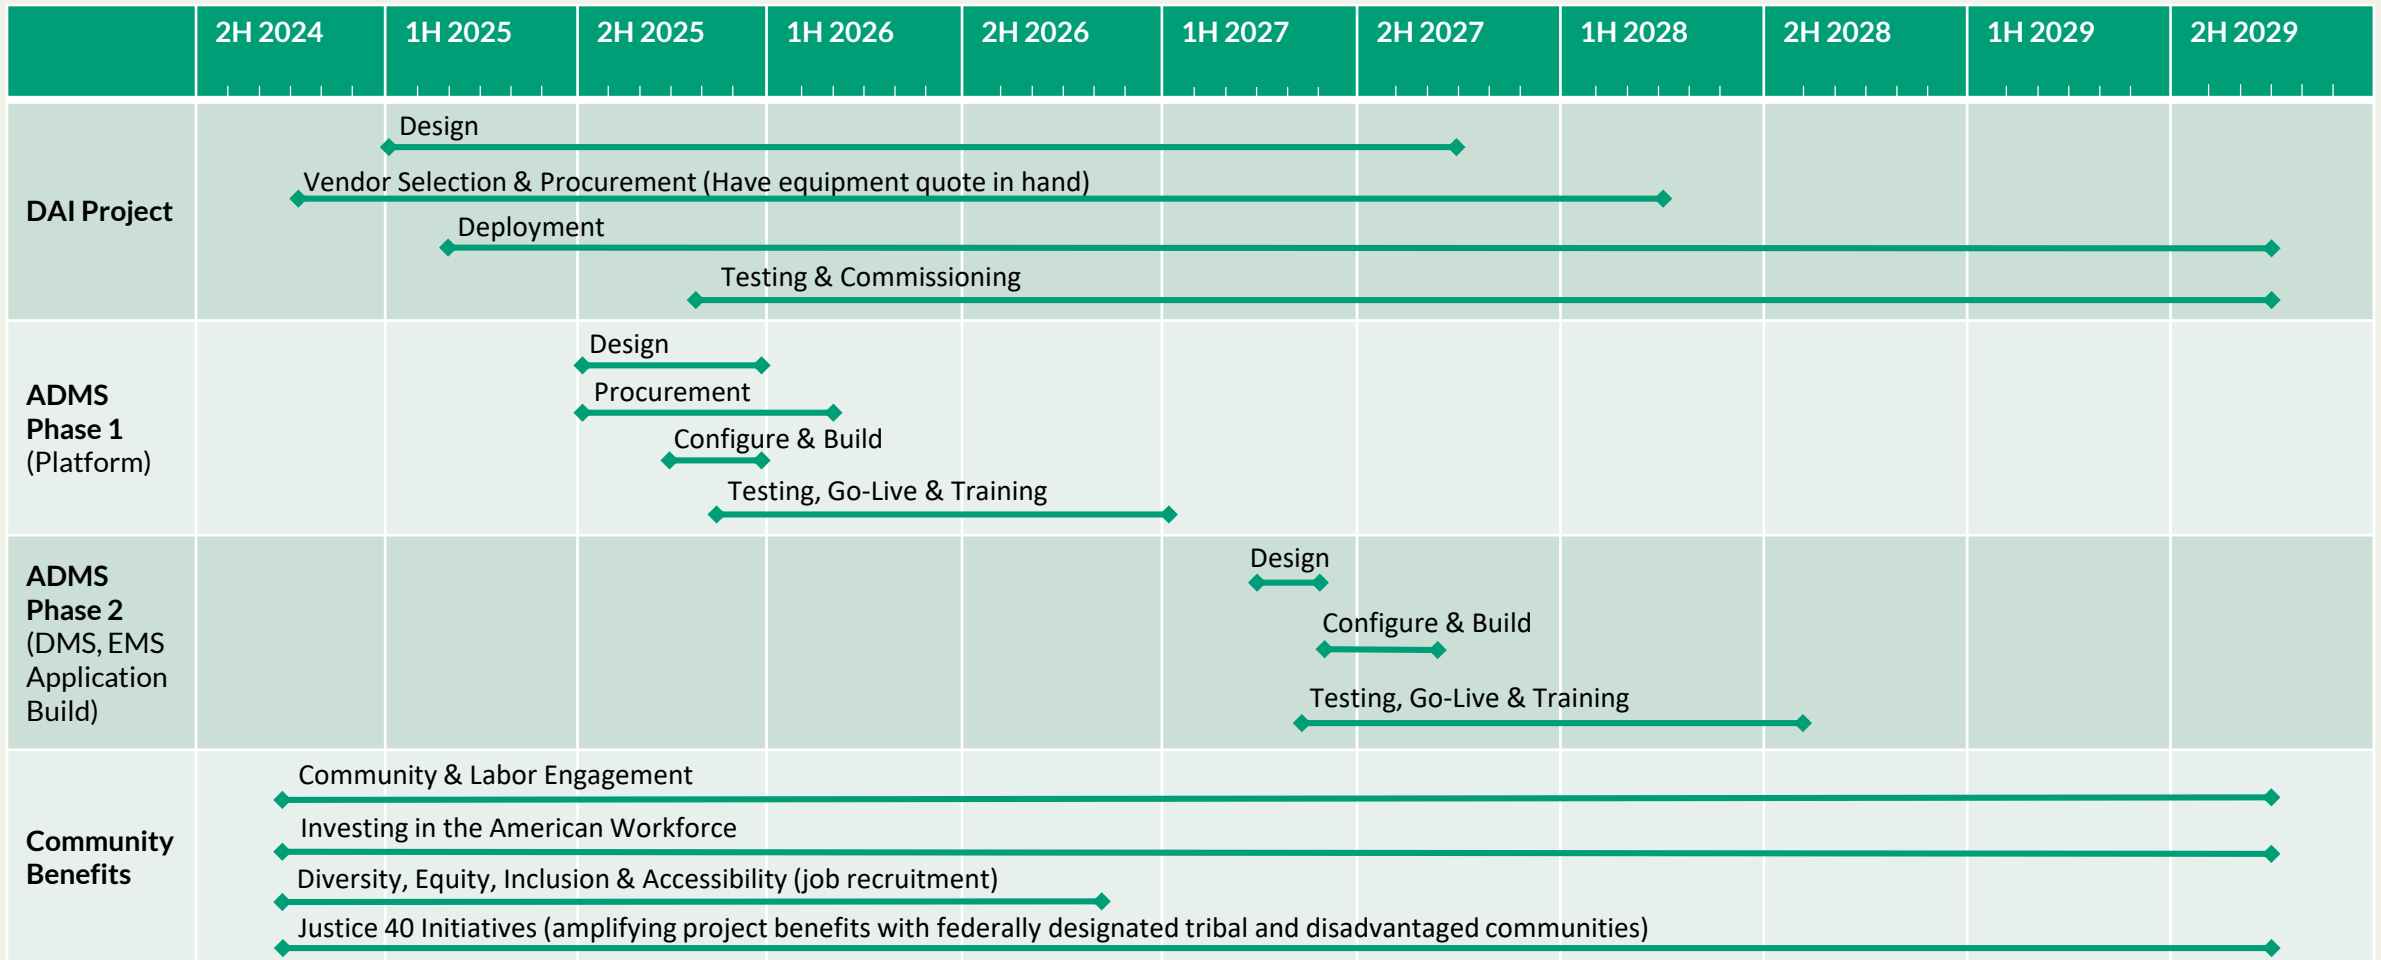 2H 2024
1H 2025
2H 2025
1H 2026
2H 2026
1H 2027
2H 2027
1H 2028
2H 2028
1H 2029
2H 2029
DAI Project
Design
Vendor Selection & Procurement (Have equipment quote in hand)
Deployment
Testing & Commissioning
ADMS
Phase 1
(Platform)
Design
Procurement
Configure & Build
Testing, Go-Live & Training
ADMS
Phase 2
(DMS, EMS
Application
Build)
Design
Configure & Build
Testing, Go-Live & Training
Community
Benefits
Community & Labor Engagement
Investing in the American Workforce
Diversity, Equity, Inclusion & Accessibility (job recruitment)
Justice 40 Initiatives (amplifying project benefits with federally designated tribal and disadvantaged communities)